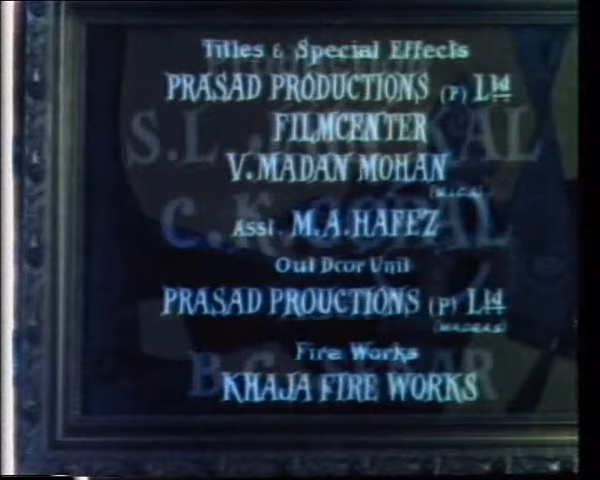 Titles & Special Effects
PRASAD PRODUCTIONS (P) Ltd
FILMCENTER
V.MADAN MOHAN
Asst. M.A.HAFEZ
Out Door Unit
PRASAD PROUCTIONS (P) Ltd
(MADRAS)
Fire Works
KHAJA FIRE WORKS